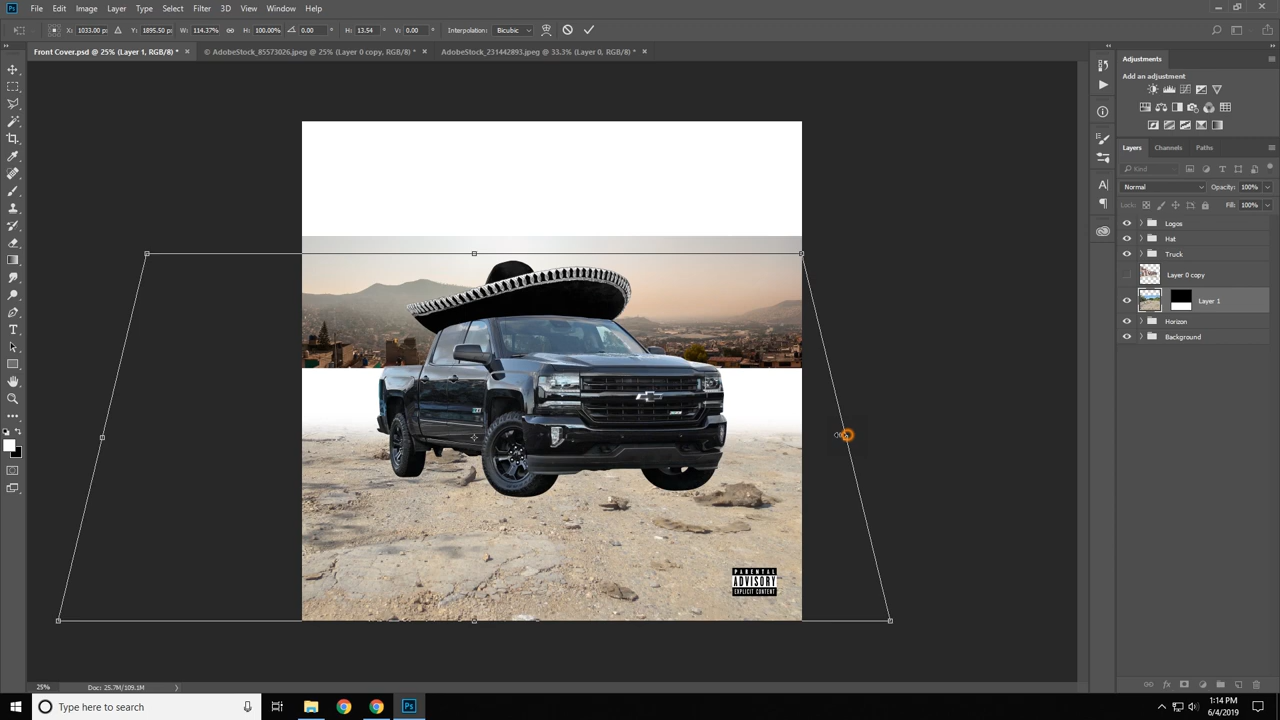 Ps File Edit Image Layer Type Select Filter 3D View Window Help
X: 1033.00 px Y: 1895.50 px W: 114.37% H: 100.00% 0.00 ° H: 13.54 ° V: 0.00 ° Interpolation: Bicubic
Front Cover.psd @ 25% (Layer 1, RGB/8) * × © AdobeStock_85573026.jpeg @ 25% (Layer 0 copy, RGB/8) * × AdobeStock_231442893.jpeg @ 33.3% (Layer 0, RGB/8) * ×
Adjustments
Add an adjustment
Layers Channels Paths
Kind
Normal Opacity: 100%
Lock: Fill: 100%
Logos
Hat
Truck
Layer 0 copy
Layer 1
Horizon
Background
PARENTAL
ADVISORY
EXPLICIT CONTENT
25% Doc: 25.7M/109.1M
Type here to search
Ps
1:14 PM
6/4/2019